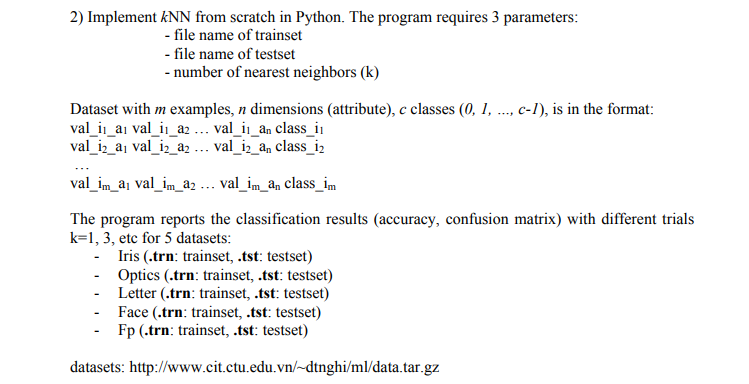 2) Implement kNN from scratch in Python. The program requires 3 parameters:
- file name of trainset
- file name of testset
- number of nearest neighbors (k)
Dataset with m examples, n dimensions (attribute), c classes (0, 1, ..., c-1), is in the format:
val_i₁_a₁ val_i₁_a₂ … val_i₁_aₙ class_i₁
val_i₂_a₁ val_i₂_a₂ … val_i₂_aₙ class_i₂
…
val_iₘ_a₁ val_iₘ_a₂ … val_iₘ_aₙ class_iₘ
The program reports the classification results (accuracy, confusion matrix) with different trials
k=1, 3, etc for 5 datasets:
- Iris (.trn: trainset, .tst: testset)
- Optics (.trn: trainset, .tst: testset)
- Letter (.trn: trainset, .tst: testset)
- Face (.trn: trainset, .tst: testset)
- Fp (.trn: trainset, .tst: testset)
datasets: http://www.cit.ctu.edu.vn/~dtnghi/ml/data.tar.gz